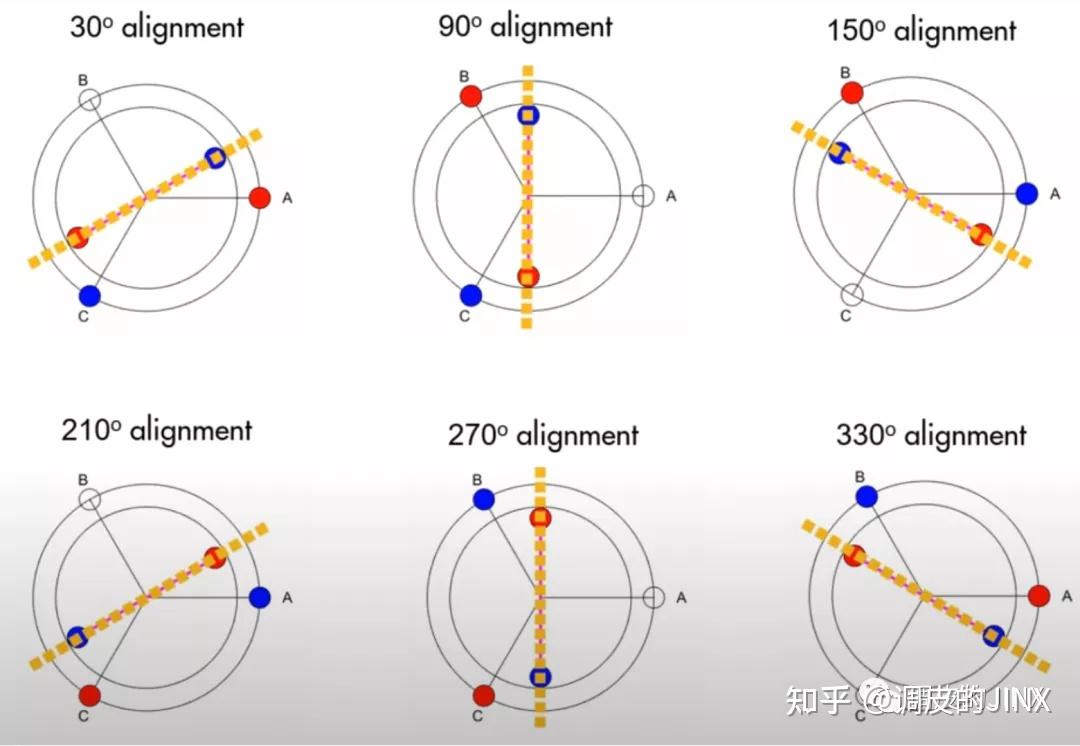 30º alignment
90º alignment
150º alignment
B
A
C
B
A
C
B
A
C
210º alignment
270º alignment
330º alignment
B
A
C
B
A
C
B
A
C
知乎 @调皮的JINX